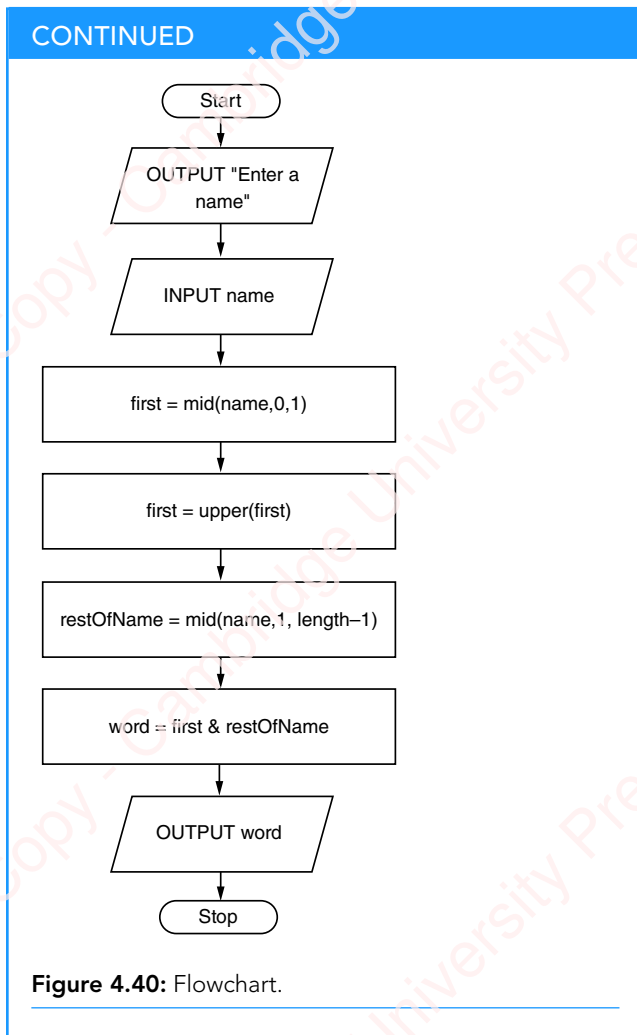 CONTINUED
Start
OUTPUT "Enter a
name"
INPUT name
first = mid(name,0,1)
first = upper(first)
restOfName = mid(name,1, length–1)
word = first & restOfName
OUTPUT word
Stop
Figure 4.40: Flowchart.